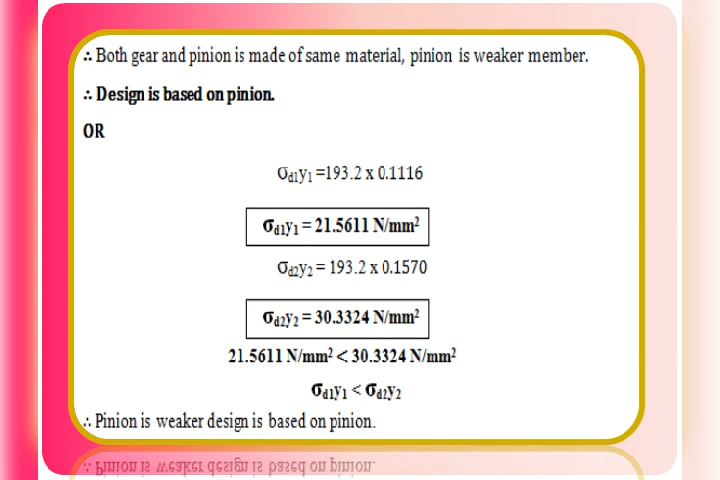 ∴ Both gear and pinion is made of same material, pinion is weaker member.
∴ Design is based on pinion.
OR
σd1y1 =193.2 x 0.1116
σd1y1 = 21.5611 N/mm²
σd2y2 = 193.2 x 0.1570
σd2y2 = 30.3324 N/mm²
21.5611 N/mm² < 30.3324 N/mm²
σd1y1 < σd2y2
∴ Pinion is weaker design is based on pinion.